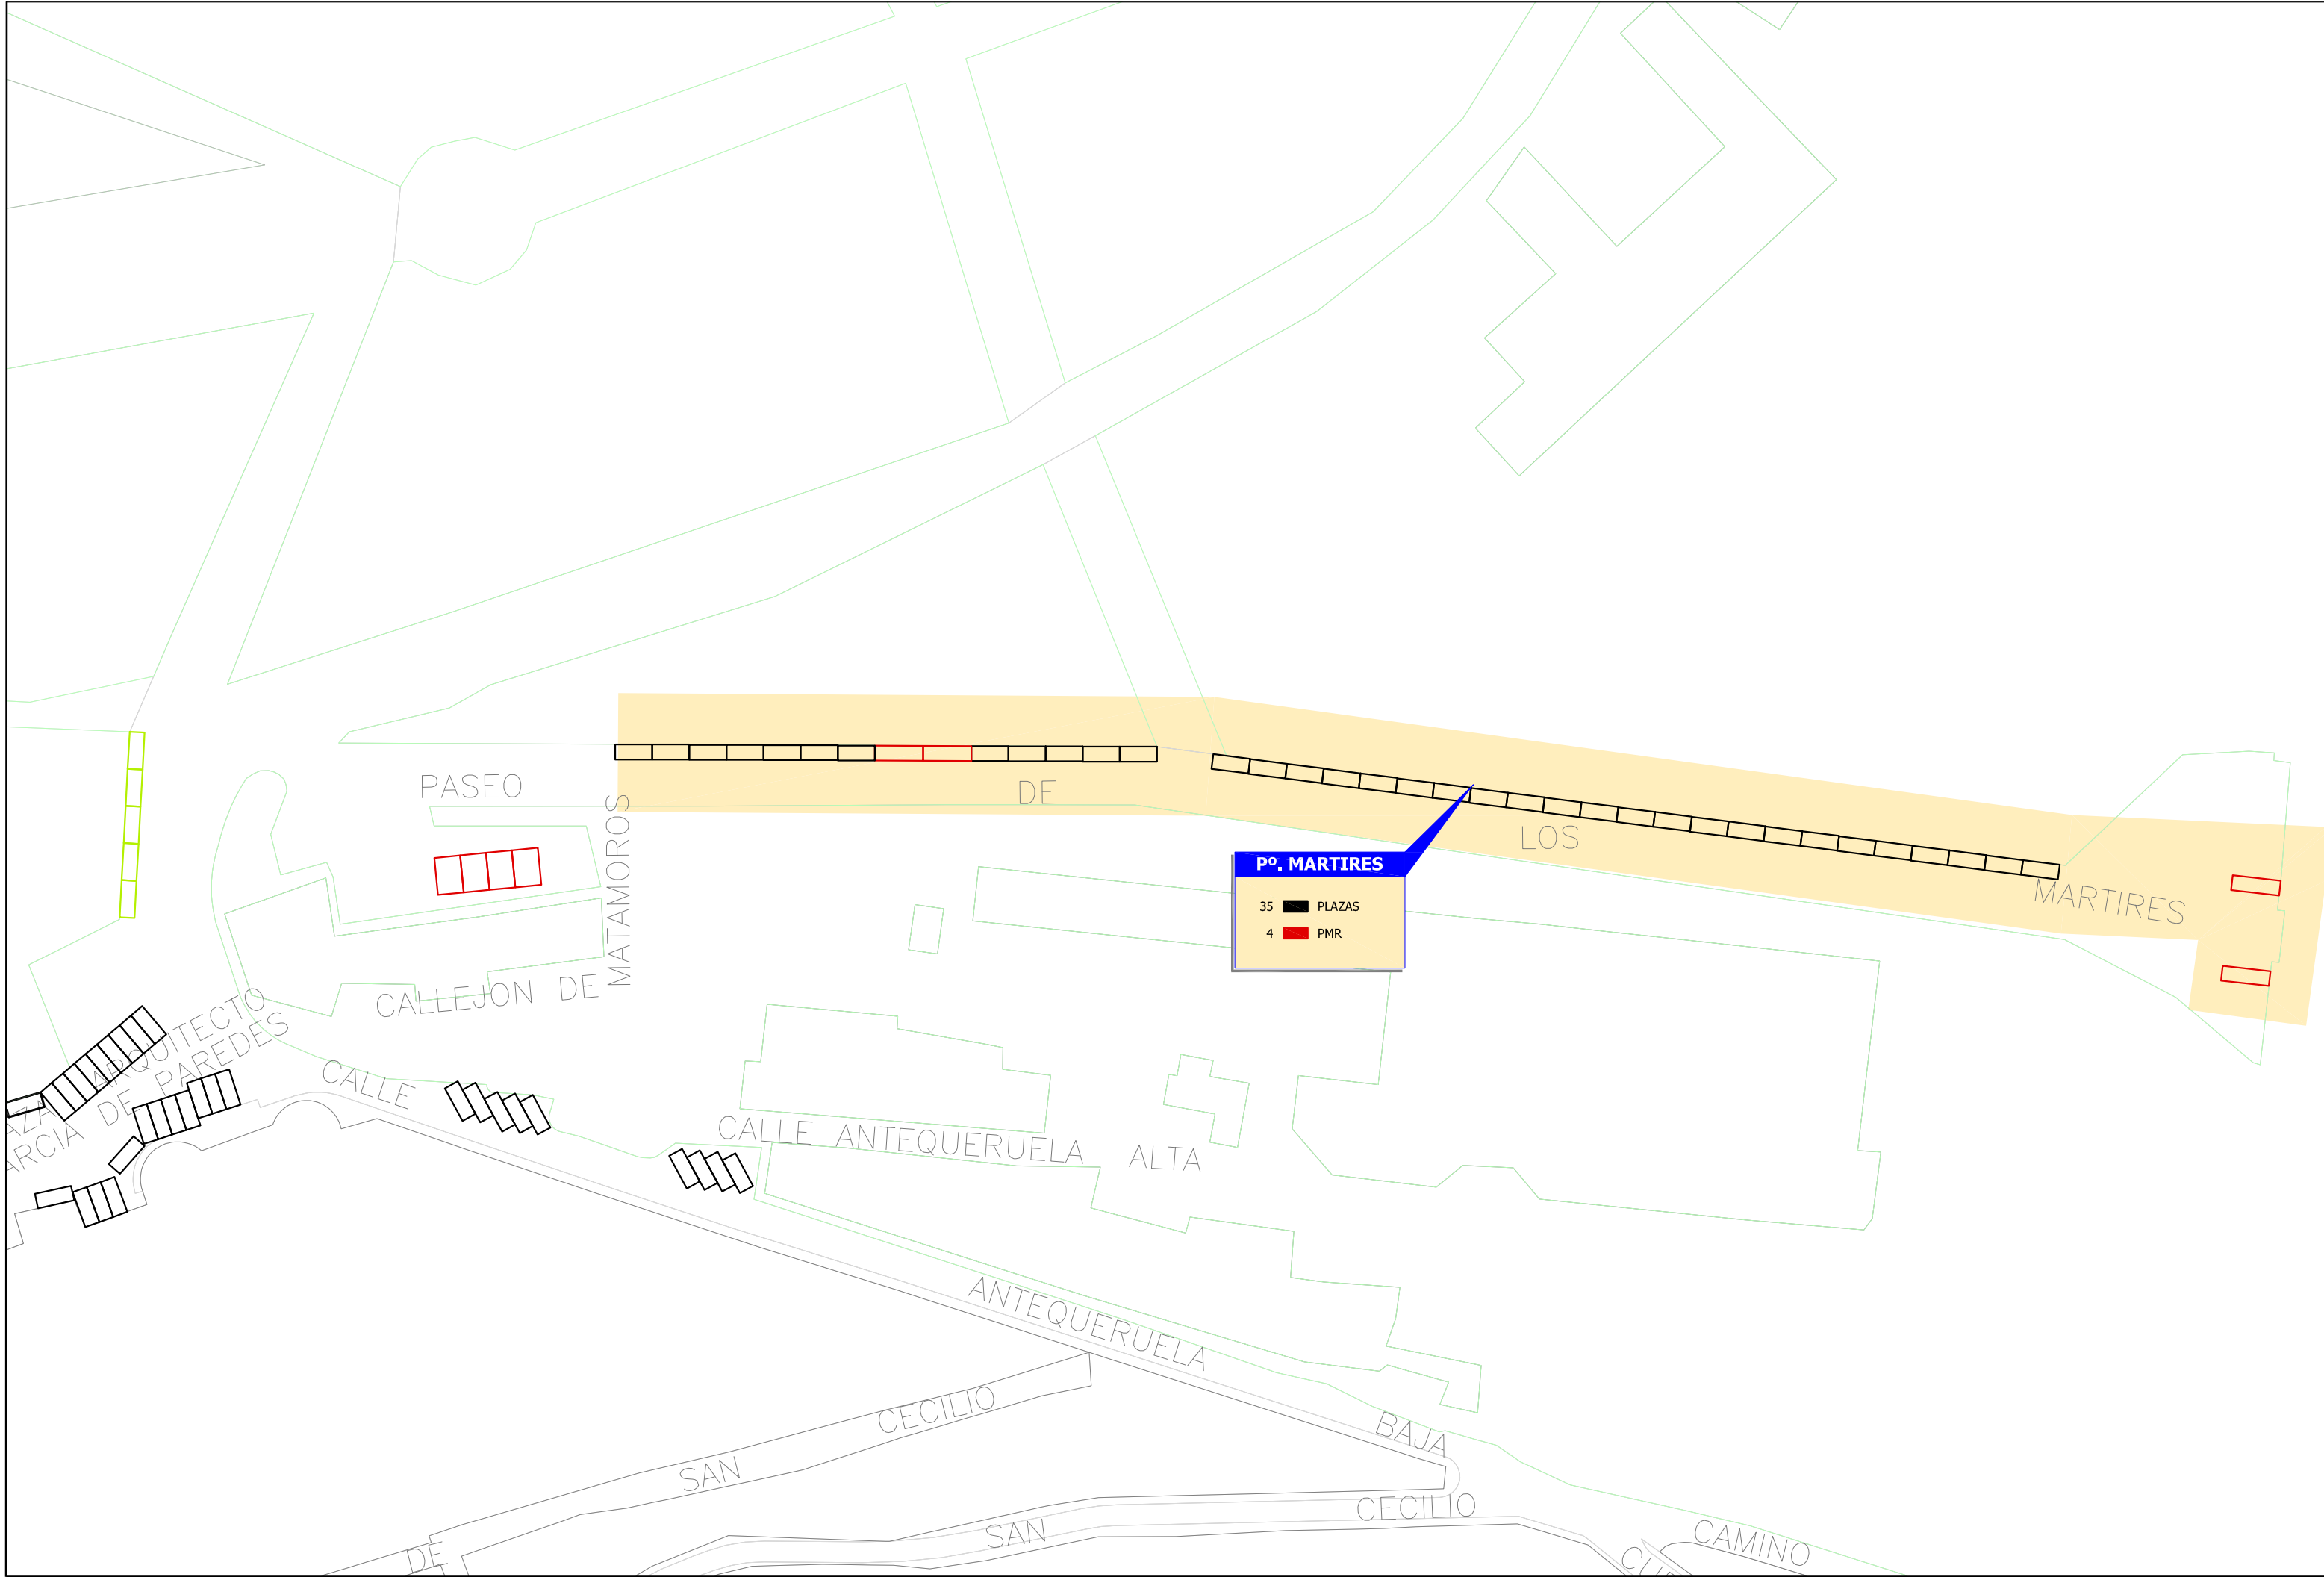 PASEO
DE
LOS
MARTIRES
Pº. MARTIRES
35 PLAZAS
4 PMR
MATAMOROS
CALLEJON DE
ARQUITECTO
DE PAREDES
CALLE
CALLE ANTEQUERUELA ALTA
ANTEQUERUELA
BAJA
CECILIO
SAN
DE
CECILIO
SAN
CAMINO